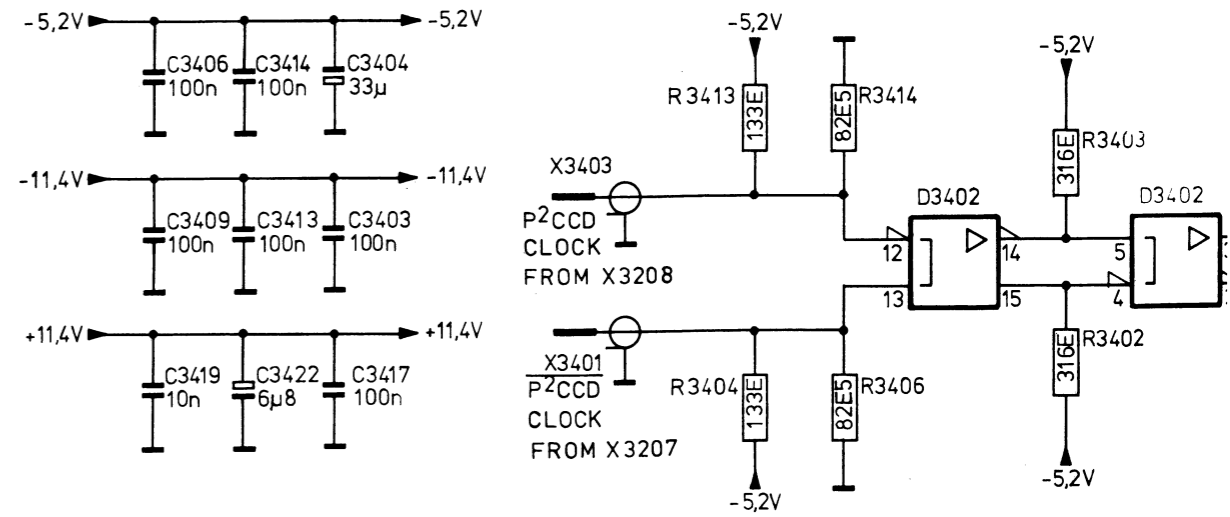 -5,2V
-5,2V
C3406
100n
C3414
100n
C3404
33µ
-11,4V
-11,4V
C3409
100n
C3413
100n
C3403
100n
+11,4V
+11,4V
C3419
10n
C3422
6µ8
C3417
100n
-5,2V
R3413
133E
82E5
R3414
X3403
P²CCD
CLOCK
FROM X3208
X3401
P²CCD
CLOCK
FROM X3207
R3404
133E
-5,2V
82E5
R3406
D3402
12
13
14
15
-5,2V
316E
R3403
316E
R3402
-5,2V
D3402
5
4